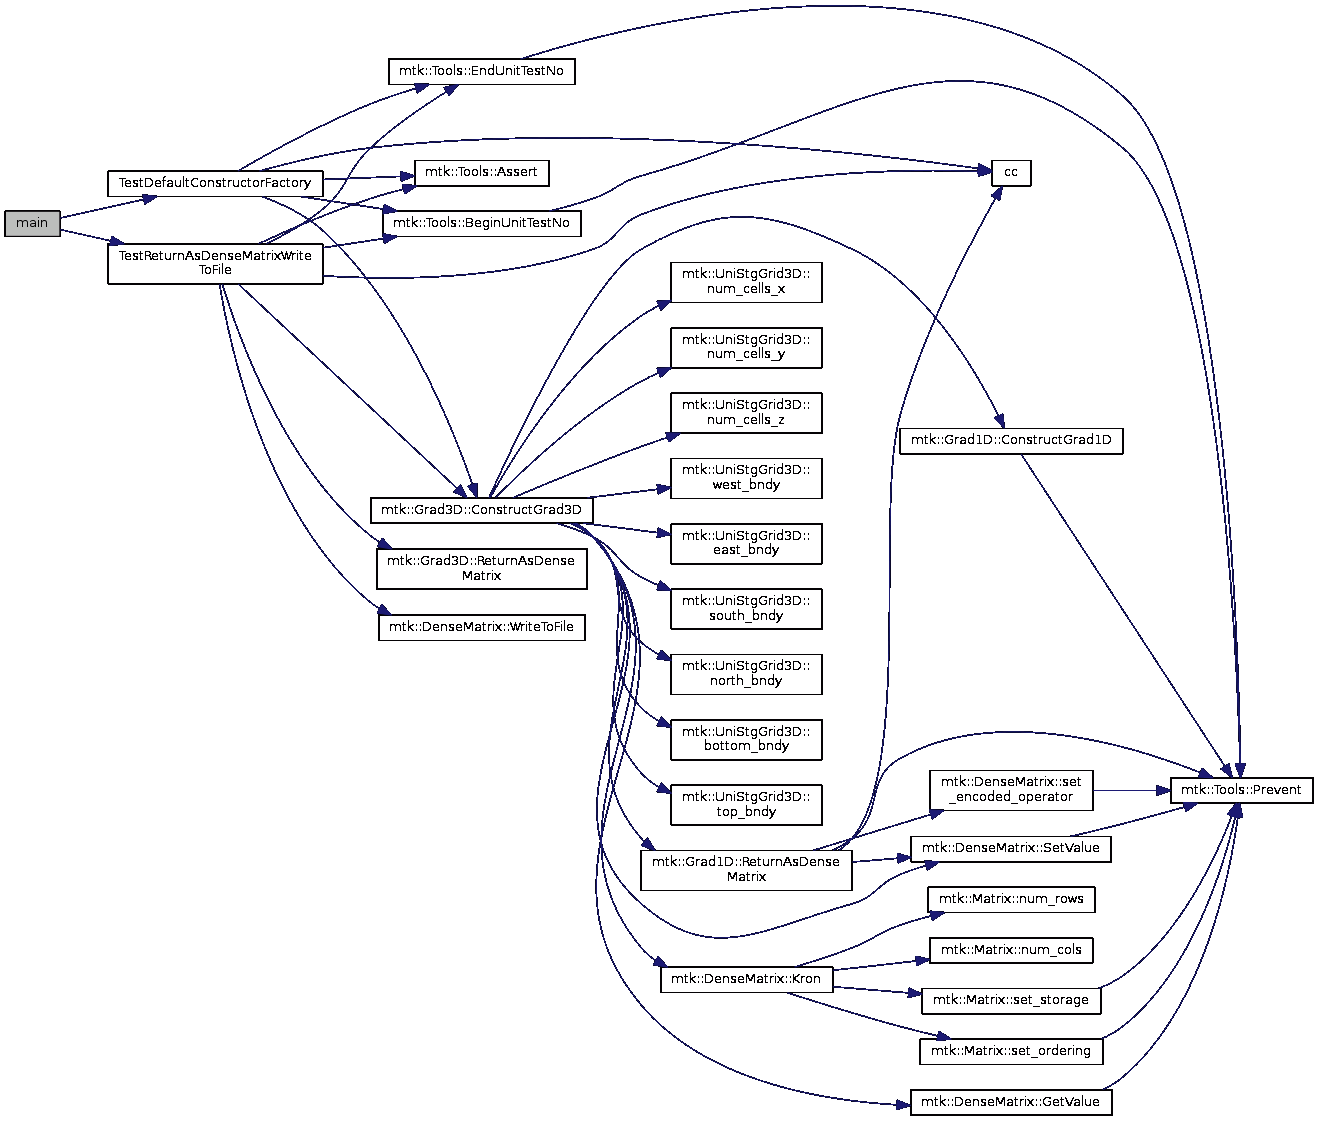 main
TestDefaultConstructorFactory
TestReturnAsDenseMatrixWrite
ToFile
mtk::Tools::EndUnitTestNo
mtk::Tools::Assert
mtk::Tools::BeginUnitTestNo
mtk::Grad3D::ConstructGrad3D
mtk::Grad3D::ReturnAsDense
Matrix
mtk::DenseMatrix::WriteToFile
mtk::UniStgGrid3D::
num_cells_x
mtk::UniStgGrid3D::
num_cells_y
mtk::UniStgGrid3D::
num_cells_z
mtk::UniStgGrid3D::
west_bndy
mtk::UniStgGrid3D::
east_bndy
mtk::UniStgGrid3D::
south_bndy
mtk::UniStgGrid3D::
north_bndy
mtk::UniStgGrid3D::
bottom_bndy
mtk::UniStgGrid3D::
top_bndy
mtk::Grad1D::ReturnAsDense
Matrix
mtk::DenseMatrix::Kron
cc
mtk::Grad1D::ConstructGrad1D
mtk::DenseMatrix::set
_encoded_operator
mtk::DenseMatrix::SetValue
mtk::Matrix::num_rows
mtk::Matrix::num_cols
mtk::Matrix::set_storage
mtk::Matrix::set_ordering
mtk::DenseMatrix::GetValue
mtk::Tools::Prevent